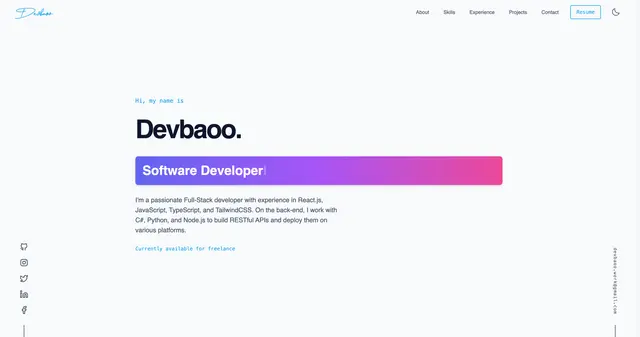 Devbaoo
About
Skills
Experience
Projects
Contact
Resume
Hi, my name is
Devbaoo.
Software Developer
I'm a passionate Full-Stack developer with experience in React.js,
JavaScript, TypeScript, and TailwindCSS. On the back-end, I work with
C#, Python, and Node.js to build RESTful APIs and deploy them on
various platforms.
Currently available for freelance
devbaoo.work@gmail.com